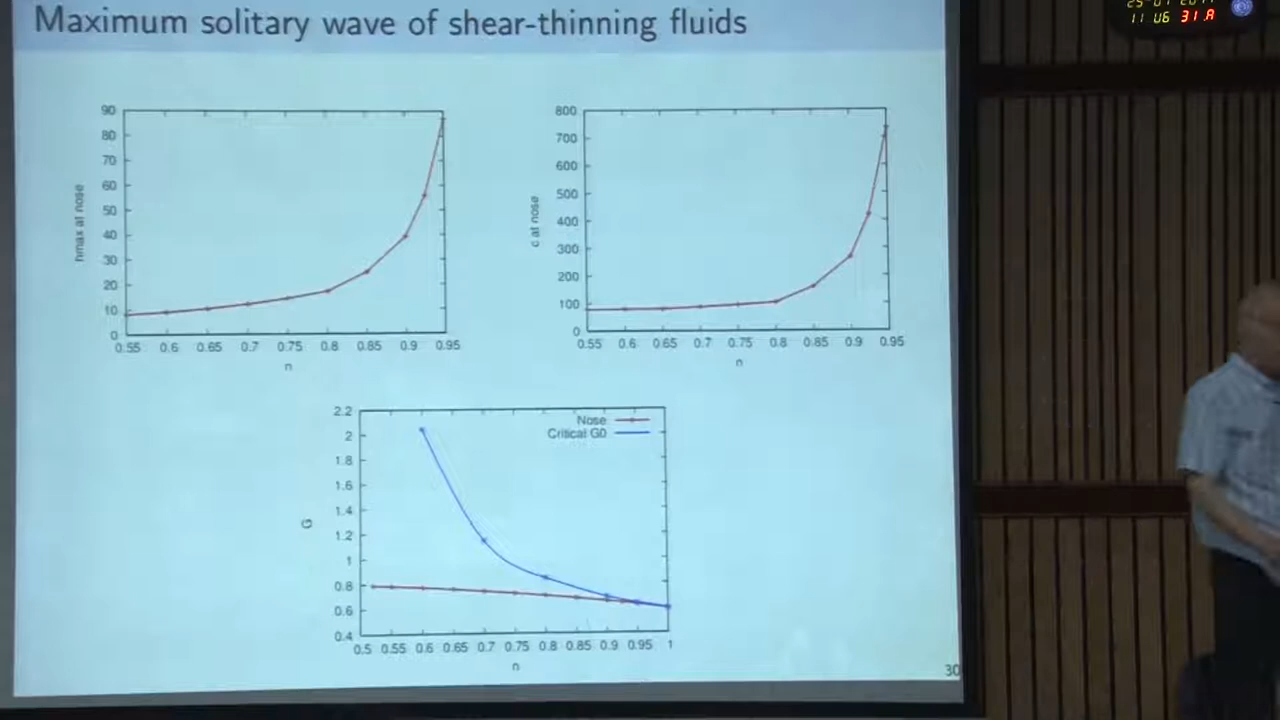 Maximum solitary wave of shear-thinning fluids
90
80
70
60
50
40
30
20
10
0
hmax at nose
0.55 0.6 0.65 0.7 0.75 0.8 0.85 0.9 0.95
n
800
700
600
500
400
300
200
100
0
c at nose
0.55 0.6 0.65 0.7 0.75 0.8 0.85 0.9 0.95
n
2.2
2
1.8
1.6
1.4
1.2
1
0.8
0.6
0.4
G
Nose
Critical G0
0.5 0.55 0.6 0.65 0.7 0.75 0.8 0.85 0.9 0.95 1
n
30
11 06 31.A